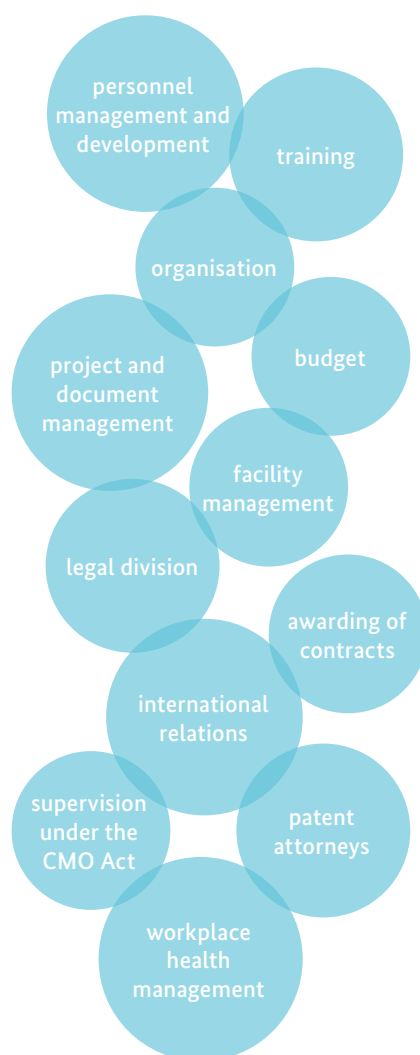 personnel
management and
development
training
organisation
budget
project and
document
management
facility
management
legal division
awarding of
contracts
international
relations
supervision
under the
CMO Act
patent
attorneys
workplace
health
management